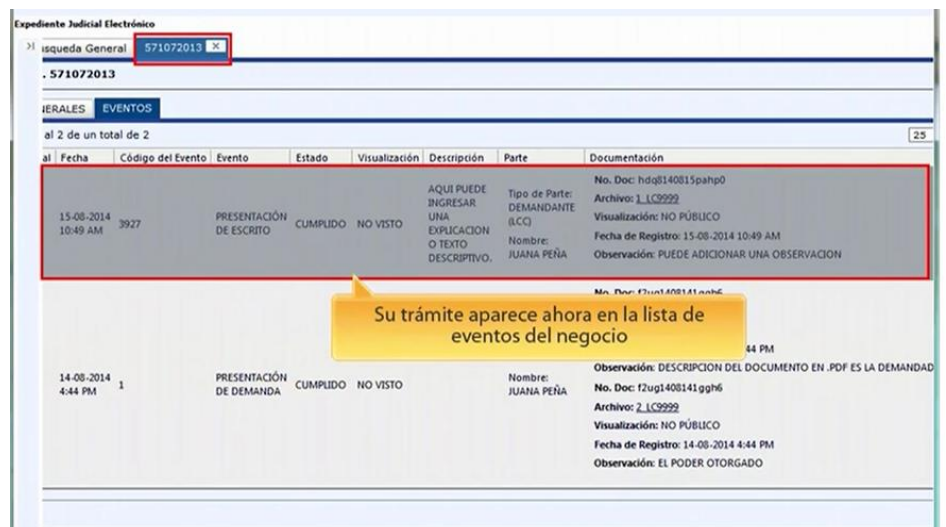 Expediente Judicial Electrónico
squeda General 571072013
. 571072013
IERALES EVENTOS
al 2 de un total de 2 25
al Fecha Código del Evento Evento Estado Visualización Descripción Parte Documentación
15-08-2014
10:49 AM
3927
PRESENTACIÓN
DE ESCRITO
CUMPLIDO
NO VISTO
AQUI PUEDE
INGRESAR
UNA
EXPLICACION
O TEXTO
DESCRIPTIVO.
Tipo de Parte:
DEMANDANTE
(LCC)
Nombre:
JUANA PEÑA
No. Doc: hdq8140815pahp0
Archivo: 1_LC9999
Visualización: NO PÚBLICO
Fecha de Registro: 15-08-2014 10:49 AM
Observación: PUEDE ADICIONAR UNA OBSERVACION
Su trámite aparece ahora en la lista de
eventos del negocio
14-08-2014
4:44 PM
1
PRESENTACIÓN
DE DEMANDA
CUMPLIDO
NO VISTO
Nombre:
JUANA PEÑA
No. Doc: f2ug1408141ggh6
44 PM
Observación: DESCRIPCION DEL DOCUMENTO EN .PDF ES LA DEMANDAD
No. Doc: f2ug1408141ggh6
Archivo: 2_LC9999
Visualización: NO PÚBLICO
Fecha de Registro: 14-08-2014 4:44 PM
Observación: EL PODER OTORGADO